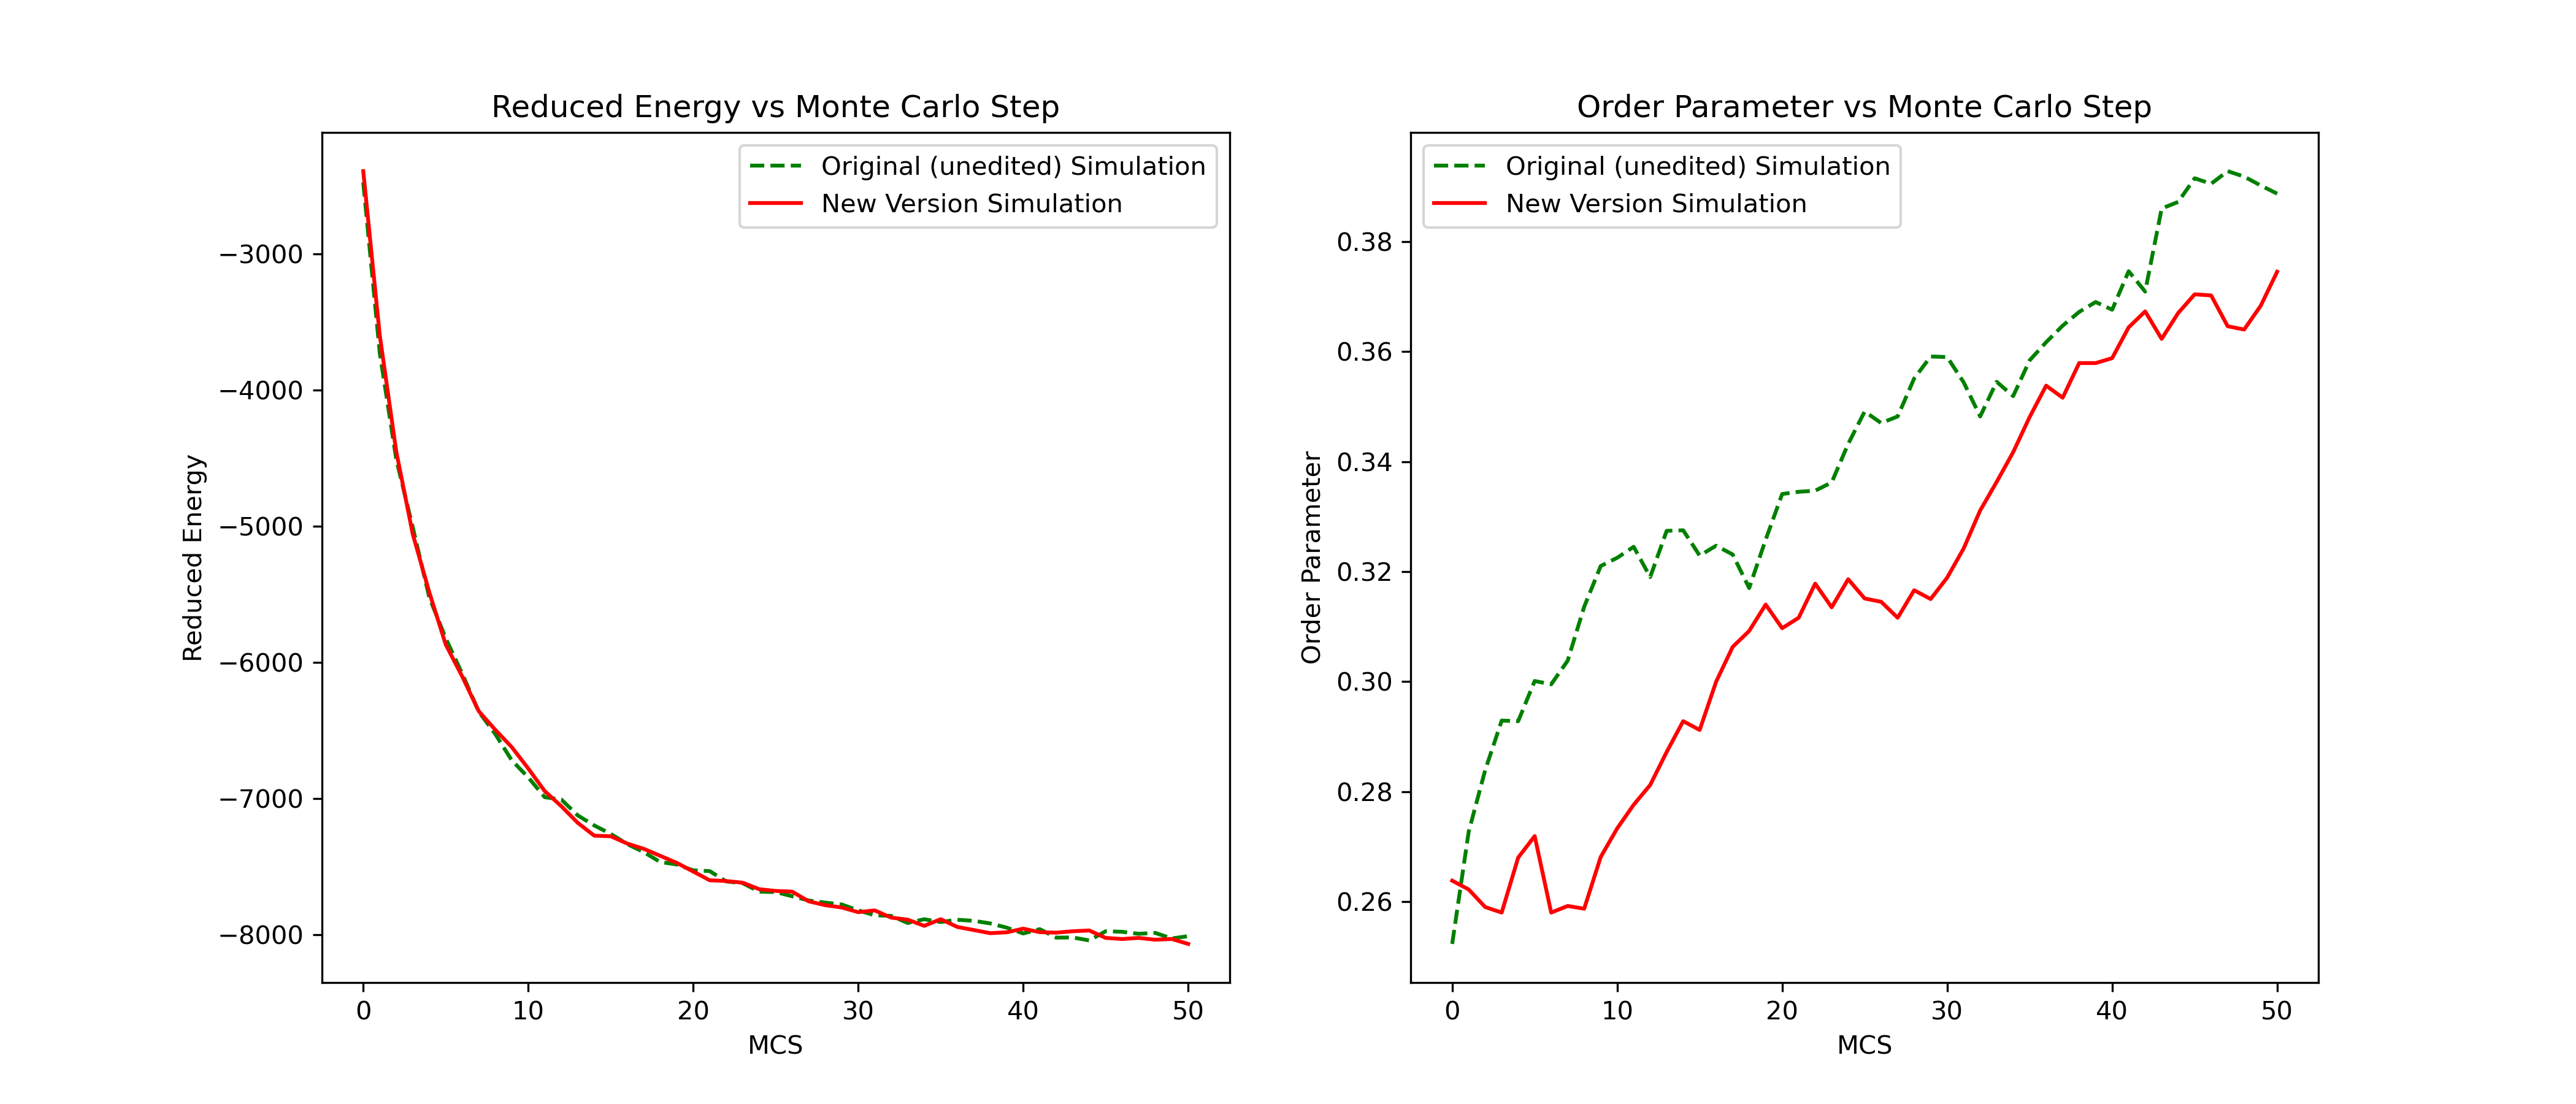 Reduced Energy vs Monte Carlo Step
Original (unedited) Simulation
New Version Simulation
Reduced Energy
−3000
−4000
−5000
−6000
−7000
−8000
0 10 20 30 40 50
MCS
Order Parameter vs Monte Carlo Step
Original (unedited) Simulation
New Version Simulation
Order Parameter
0.38
0.36
0.34
0.32
0.30
0.28
0.26
0 10 20 30 40 50
MCS